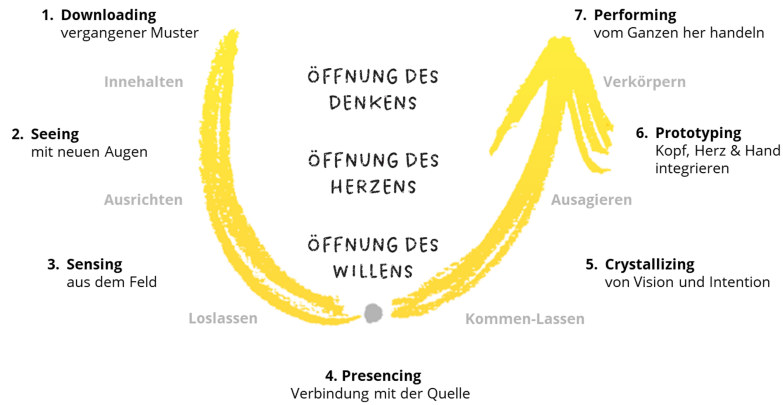 1. Downloading
vergangener Muster
Innehalten
2. Seeing
mit neuen Augen
Ausrichten
3. Sensing
aus dem Feld
Loslassen
ÖFFNUNG DES
DENKENS
ÖFFNUNG DES
HERZENS
ÖFFNUNG DES
WILLENS
4. Presencing
Verbindung mit der Quelle
Kommen-Lassen
5. Crystallizing
von Vision und Intention
Ausagieren
6. Prototyping
Kopf, Herz & Hand
integrieren
Verkörpern
7. Performing
vom Ganzen her handeln